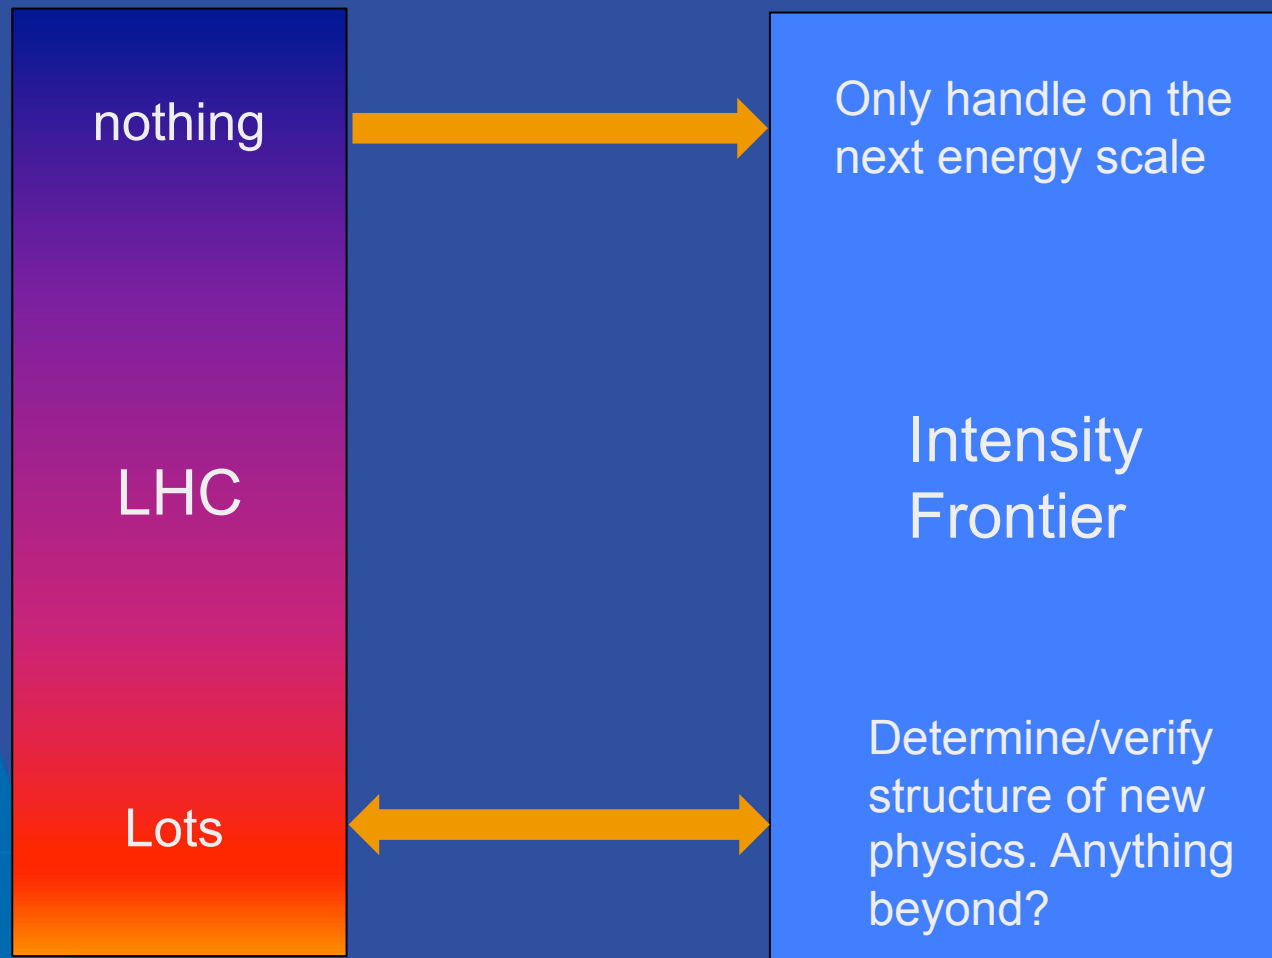 nothing
Only handle on the
next energy scale
LHC
Intensity
Frontier
Lots
Determine/verify
structure of new
physics. Anything
beyond?